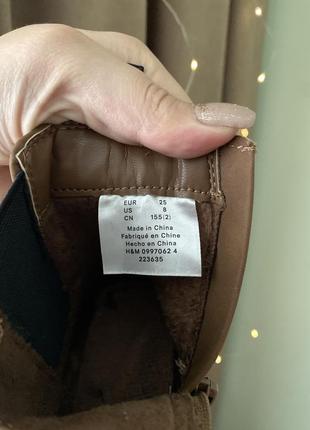 EUR 25
US 8
CN 155(2)
Made in China
Fabriqué en Chine
Hecho en China
H&M 0997062 4
223635